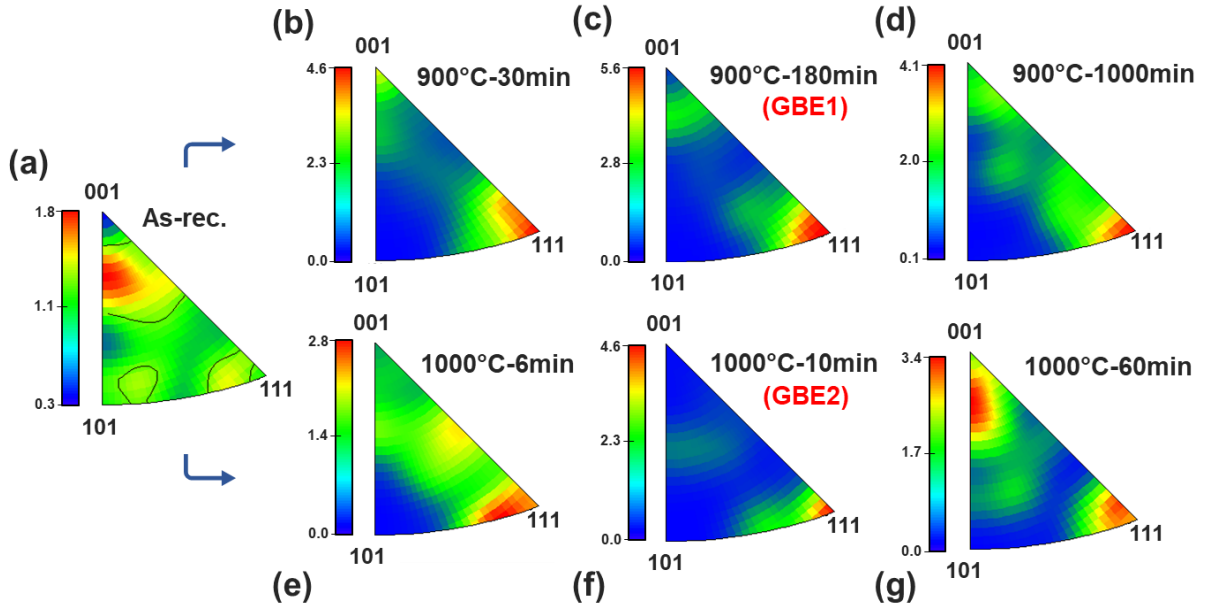 (a)
001
As-rec.
1.8
1.1
0.3
101
111
(b)
001
900°C-30min
4.6
2.3
0.0
101
111
(c)
001
900°C-180min
(GBE1)
5.6
2.8
0.0
101
111
(d)
001
900°C-1000min
4.1
2.0
0.1
101
111
001
1000°C-6min
2.8
1.4
0.0
111
101
(e)
001
1000°C-10min
(GBE2)
4.6
2.3
0.0
111
101
(f)
001
1000°C-60min
3.4
1.7
0.0
111
101
(g)